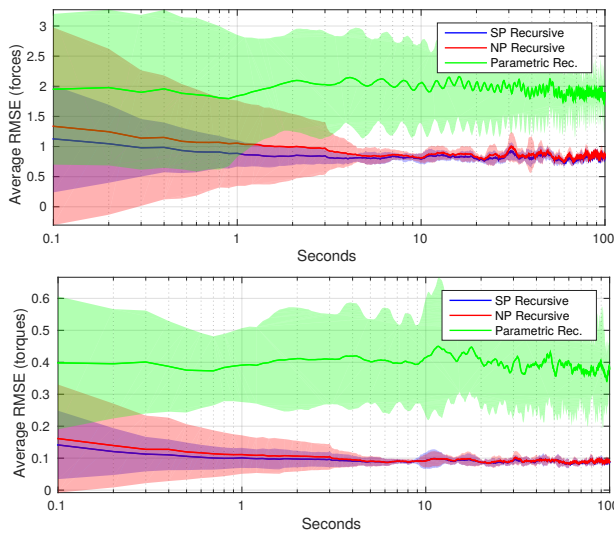 3
2.5
2
1.5
1
0.5
0
Average RMSE (forces)
SP Recursive
NP Recursive
Parametric Rec.
0.1 1 10 100
Seconds
0.6
0.5
0.4
0.3
0.2
0.1
0
Average RMSE (torques)
SP Recursive
NP Recursive
Parametric Rec.
0.1 1 10 100
Seconds